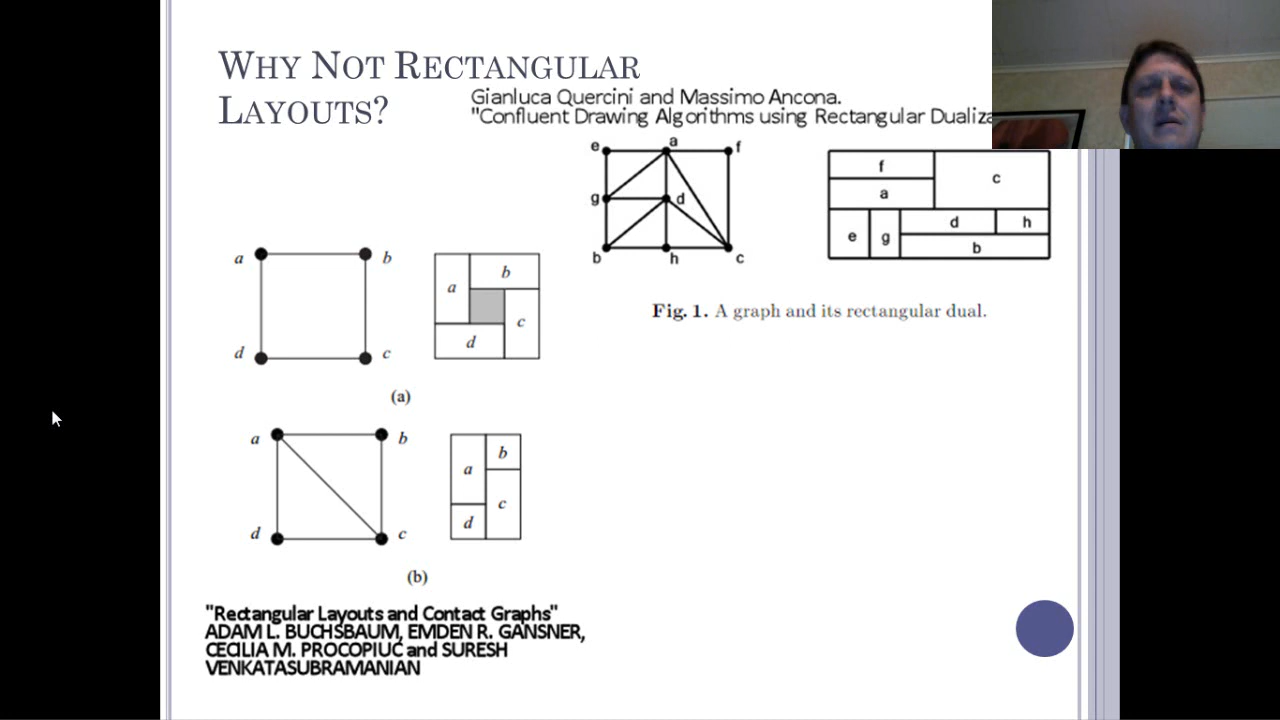 WHY NOT RECTANGULAR
LAYOUTS?
Gianluca Quercini and Massimo Ancona.
"Confluent Drawing Algorithms using Rectangular
e a f
g d
b h c
f c
a
e g d h
b
Fig. 1. A graph and its rectangular dual.
a b
d c
a b
c
d
(a)
a b
d c
a b
c
d
(b)
"Rectangular Layouts and Contact Graphs"
ADAM L. BUCHSBAUM, EMDEN R. GANSNER,
CECILIA M. PROCOPIUC and SURESH
VENKATASUBRAMANIAN